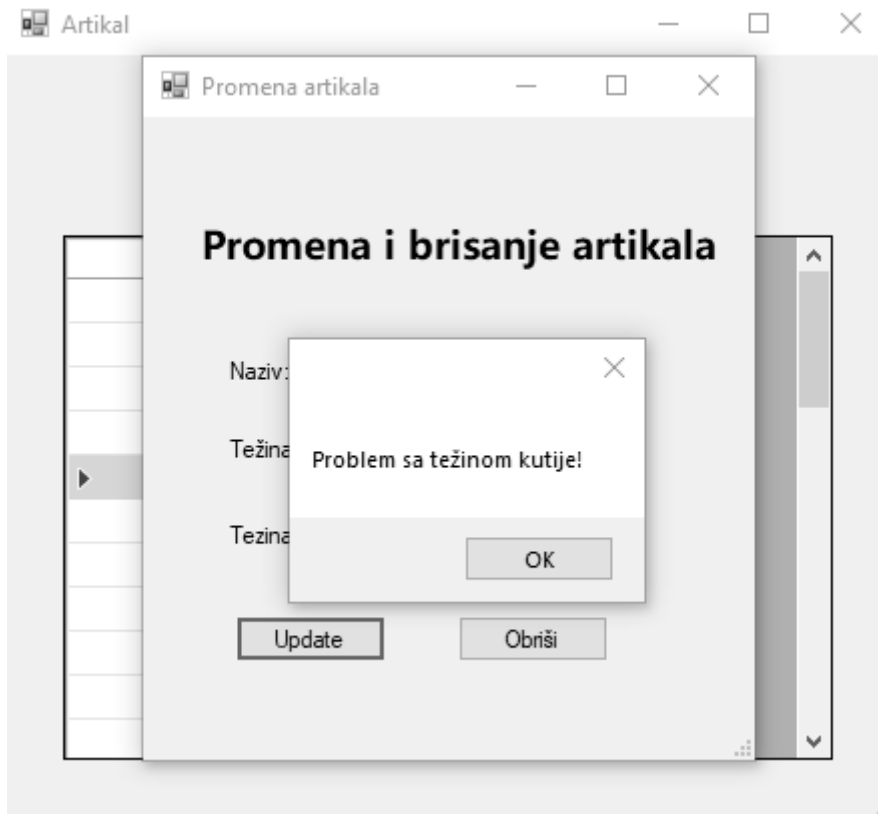 Artikal
Promena artikala
Promena i brisanje artikala
Naziv:
Težina
Problem sa težinom kutije!
Tezina
OK
Update
Obriši